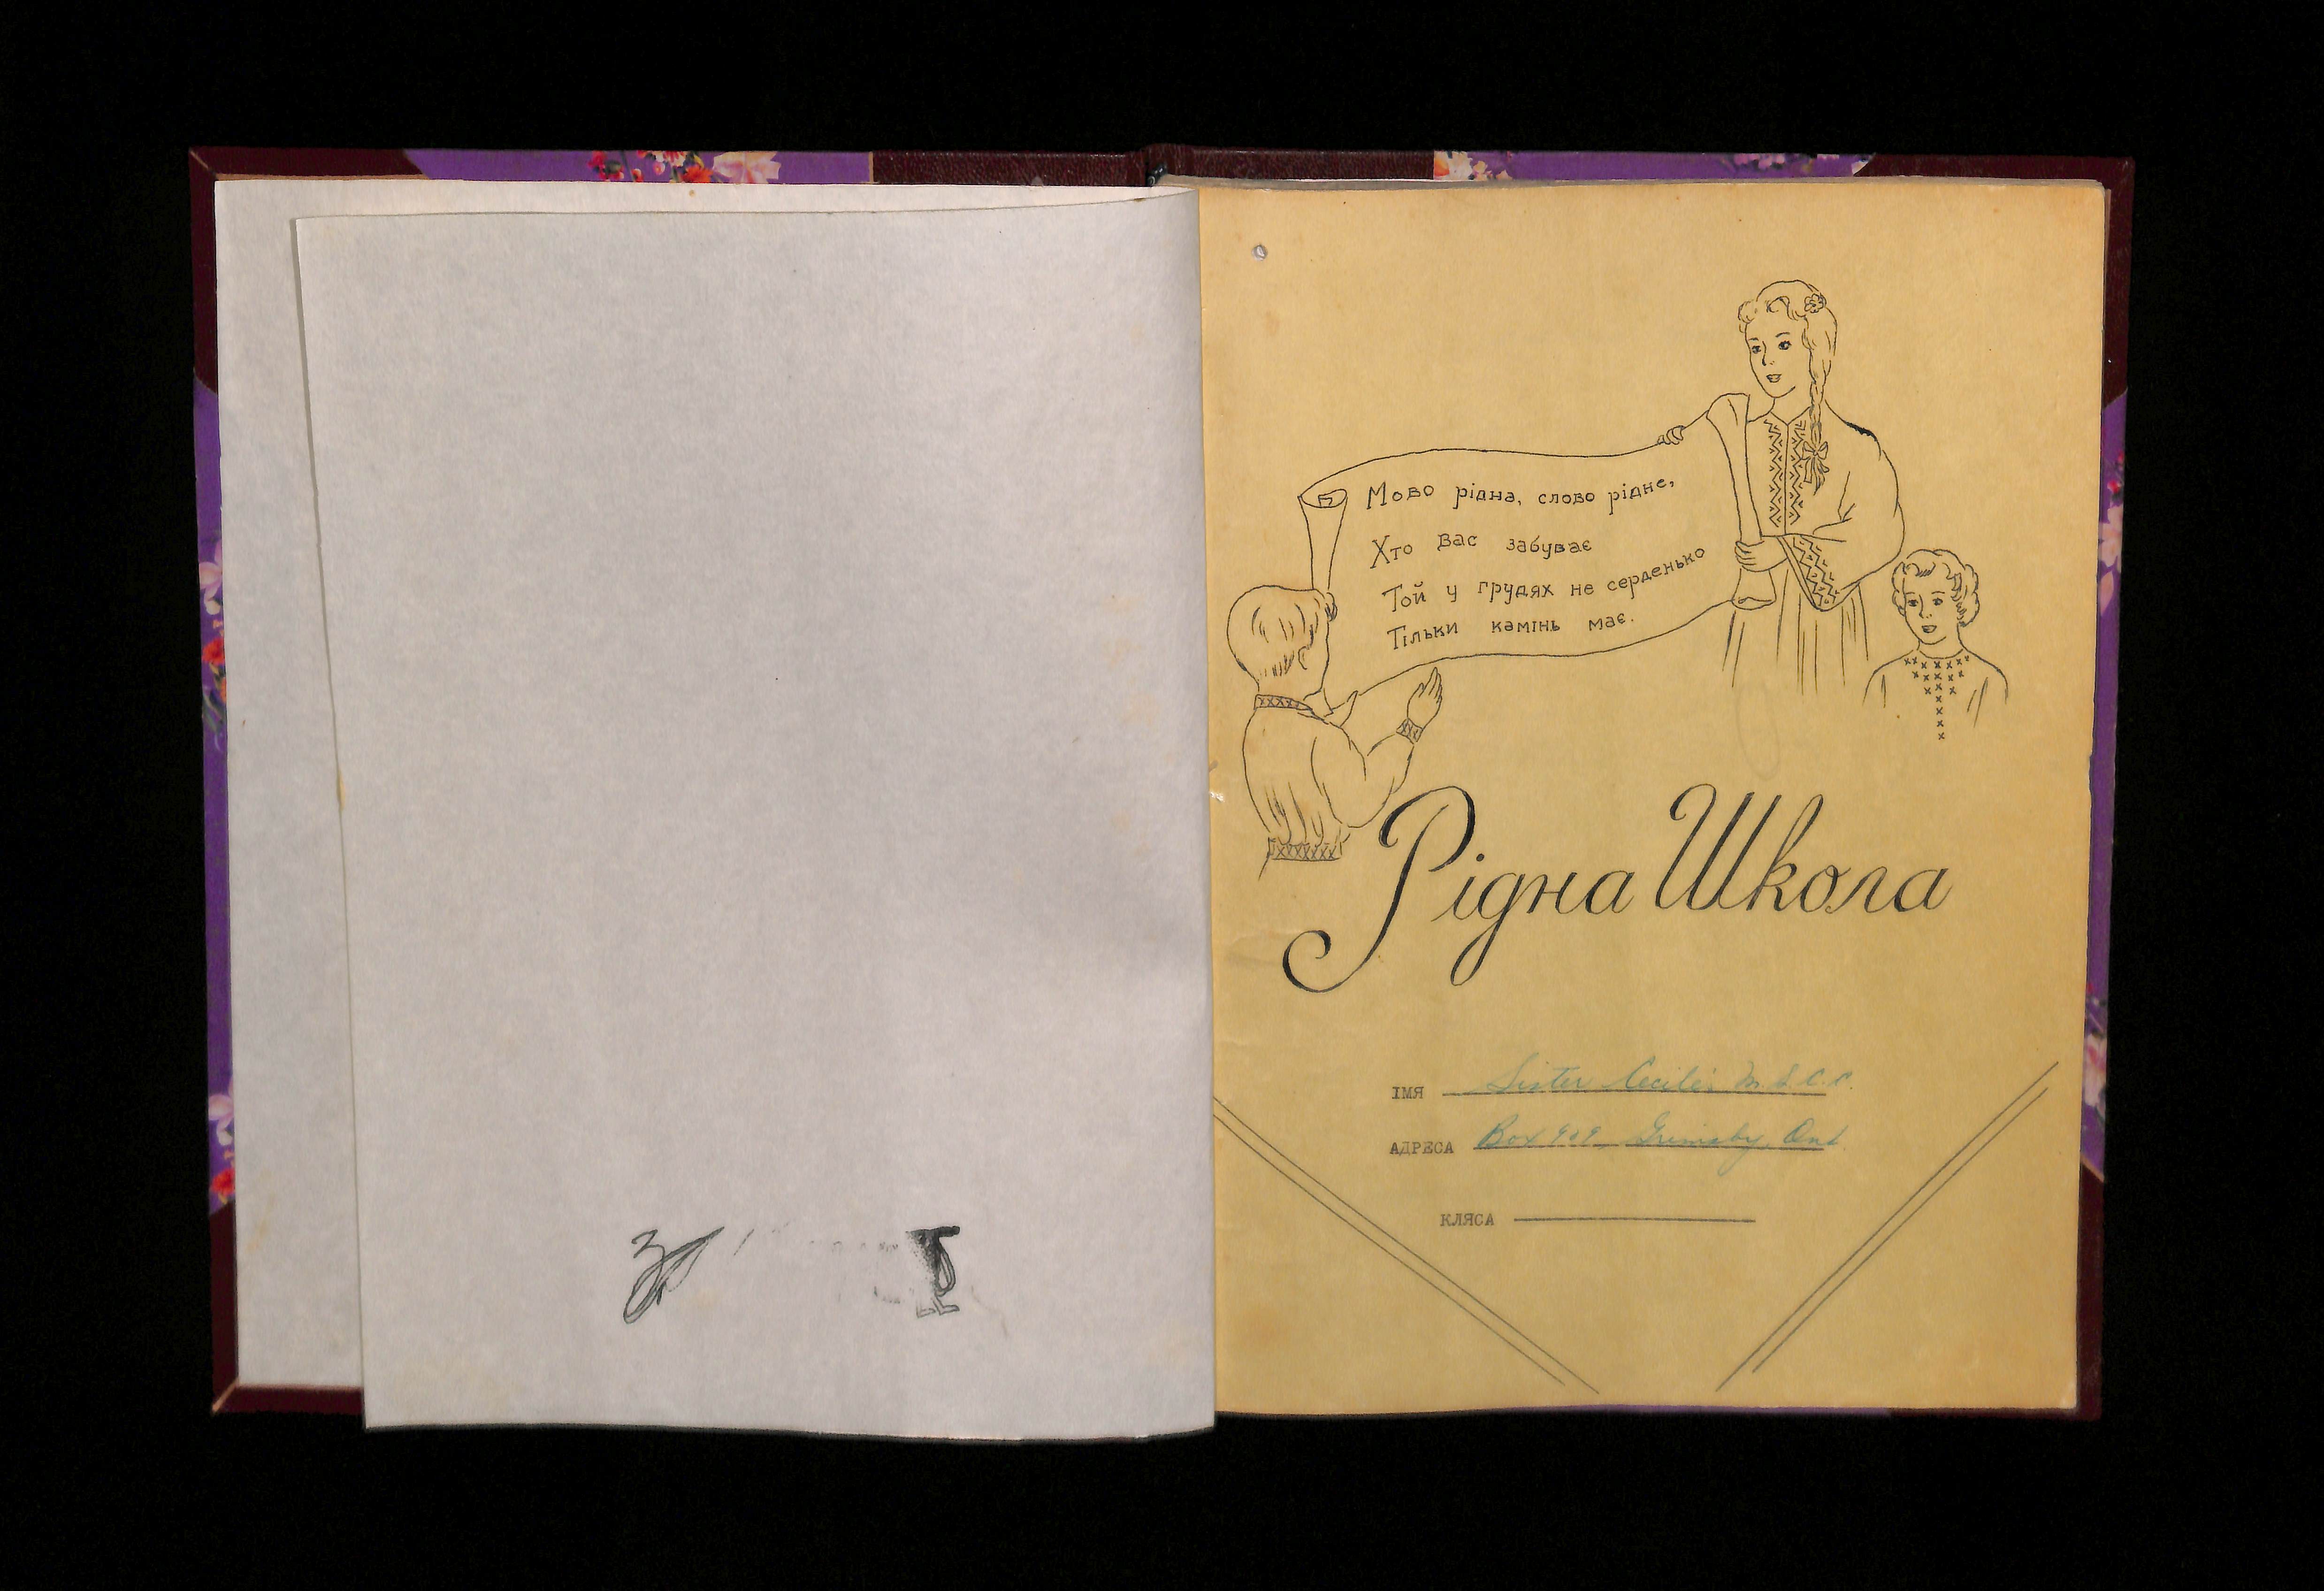 Мово рідна, слово рідне,
Хто вас забуває
Той у грудях не серденько
Тільки камінь має.
Рідна Школа
ІМЯ Sister Cecile,
АДРЕСА Box 909, Grimsby, Ont
КЛЯСА